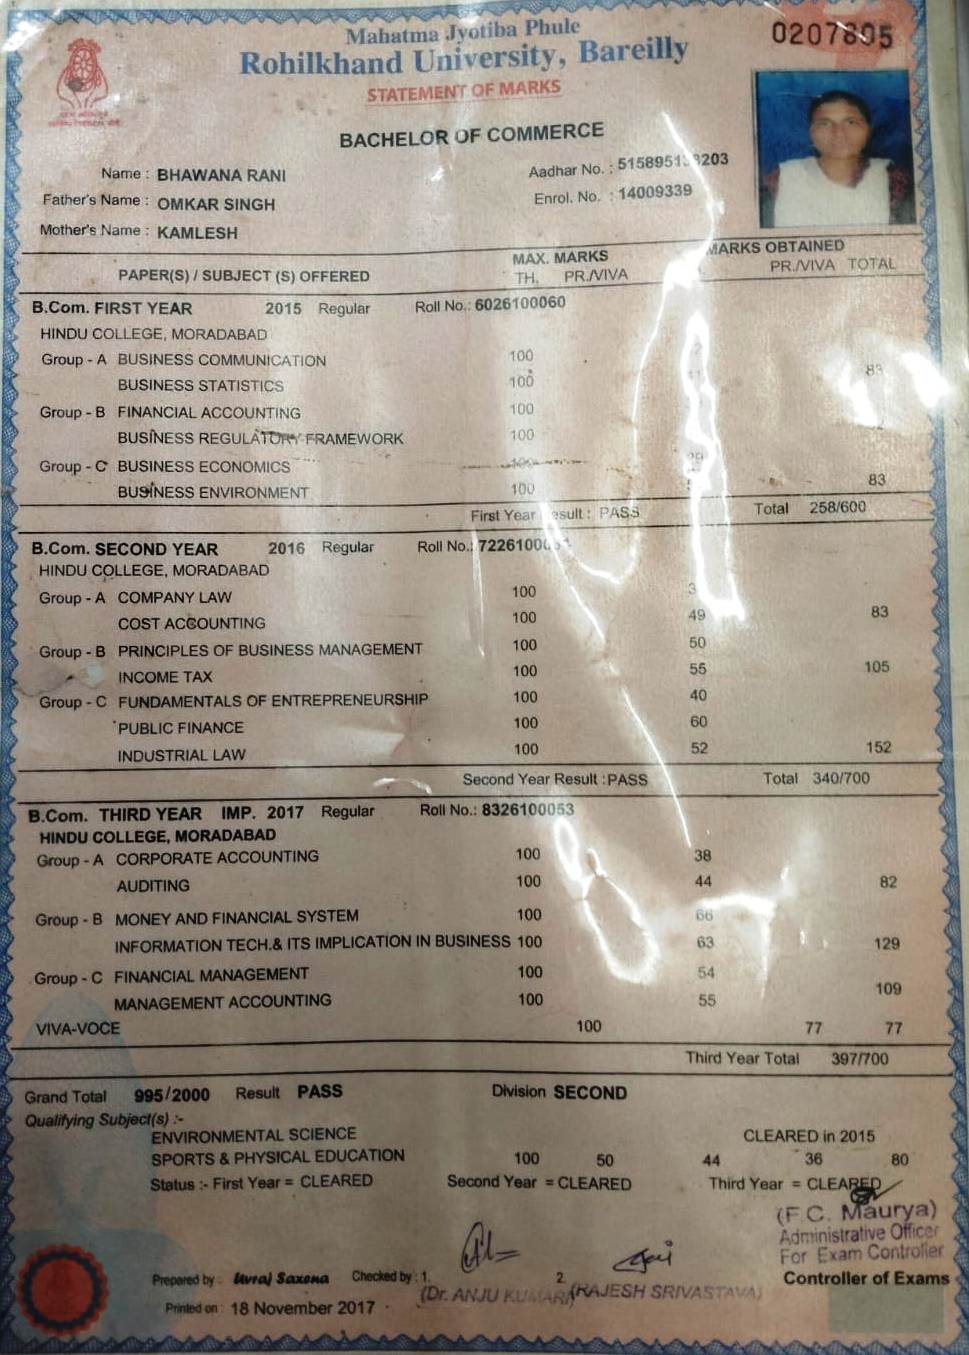 Mahatma Jyotiba Phule
0207805
Rohilkhand University, Bareilly
STATEMENT OF MARKS
BACHELOR OF COMMERCE
Name : BHAWANA RANI
Aadhar No. :
Father's Name : OMKAR SINGH
Enrol. No. : 14009339
Mother's Name : KAMLESH
PAPER(S) / SUBJECT (S) OFFERED MAX. MARKS MARKS OBTAINED
TH. PR./VIVA PR./VIVA TOTAL
B.Com. FIRST YEAR 2015 Regular Roll No.: 6026100060
HINDU COLLEGE, MORADABAD
Group - A BUSINESS COMMUNICATION 100
BUSINESS STATISTICS 100
Group - B FINANCIAL ACCOUNTING 100
BUSINESS REGULATORY FRAMEWORK 100
Group - C BUSINESS ECONOMICS
BUSINESS ENVIRONMENT 100 83
First Year Result : PASS Total 258/600
B.Com. SECOND YEAR 2016 Regular Roll No.:
HINDU COLLEGE, MORADABAD
Group - A COMPANY LAW 100
COST ACCOUNTING 100 49 83
Group - B PRINCIPLES OF BUSINESS MANAGEMENT 100 50
INCOME TAX 100 55 105
Group - C FUNDAMENTALS OF ENTREPRENEURSHIP 100 40
PUBLIC FINANCE 100 60
INDUSTRIAL LAW 100 52 152
Second Year Result :PASS Total 340/700
B.Com. THIRD YEAR IMP. 2017 Regular Roll No.: 8326100053
HINDU COLLEGE, MORADABAD
Group - A CORPORATE ACCOUNTING 100 38
AUDITING 100 44 82
Group - B MONEY AND FINANCIAL SYSTEM 100 66
INFORMATION TECH.& ITS IMPLICATION IN BUSINESS 100 63 129
Group - C FINANCIAL MANAGEMENT 100 54
MANAGEMENT ACCOUNTING 100 55 109
VIVA-VOCE 100 77 77
Third Year Total 397/700
Grand Total 995/2000 Result PASS Division SECOND
Qualifying Subject(s) :-
ENVIRONMENTAL SCIENCE CLEARED in 2015
SPORTS & PHYSICAL EDUCATION 100 50 44 36 80
Status :- First Year = CLEARED Second Year = CLEARED Third Year = CLEARED
(F.C. Maurya)
Administrative Officer
For Exam Controller
Prepared by : Uvraj Saxena Checked by : 1. 2. Controller of Exams
(Dr. ANJU KUMARI) (RAJESH SRIVASTAVA)
Printed on : 18 November 2017